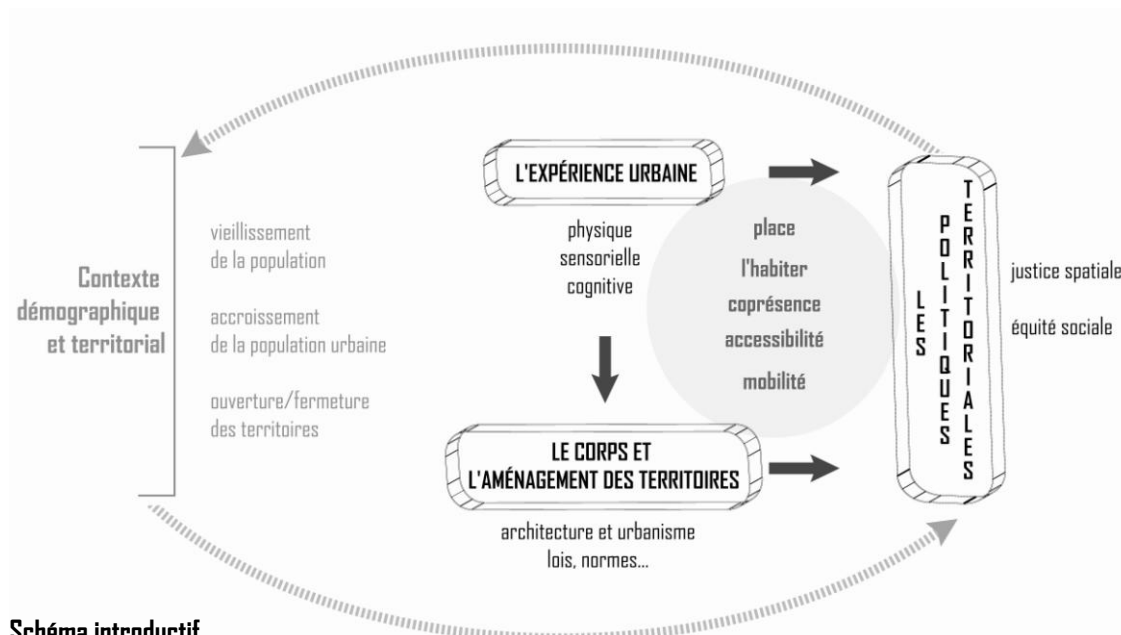 Contexte
démographique
et territorial
vieillissement
de la population
accroissement
de la population urbaine
ouverture/fermeture
des territoires
L'EXPÉRIENCE URBAINE
physique
sensorielle
cognitive
LE CORPS ET
L'AMÉNAGEMENT DES TERRITOIRES
architecture et urbanisme
lois, normes...
place
l'habiter
coprésence
accessibilité
mobilité
LES
POLITIQUES
TERRITORIALES
justice spatiale
équité sociale
Schéma introductif